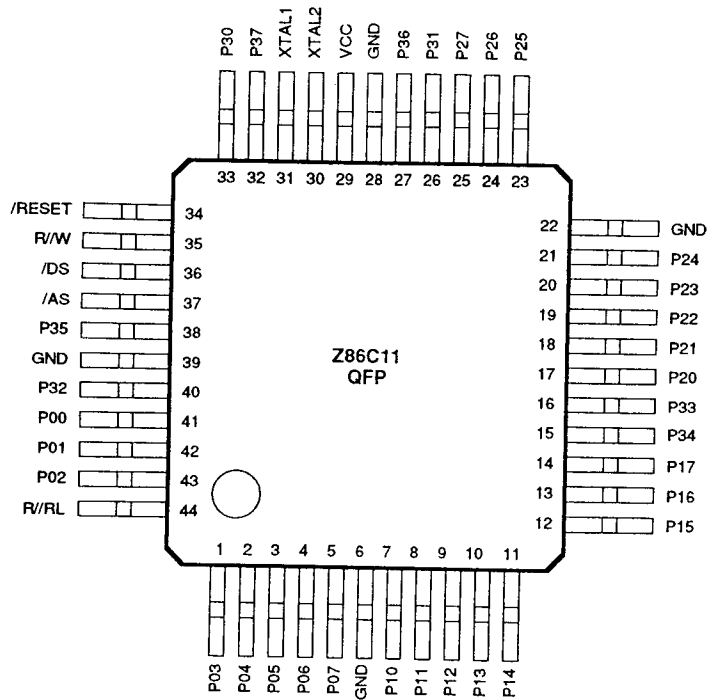 P30 P37 XTAL1 XTAL2 VCC GND P36 P31 P27 P26 P25
33 32 31 30 29 28 27 26 25 24 23
/RESET 34
R//W 35
/DS 36
/AS 37
P35 38
GND 39
P32 40
P00 41
P01 42
P02 43
R//RL 44
Z86C11
QFP
22 GND
21 P24
20 P23
19 P22
18 P21
17 P20
16 P33
15 P34
14 P17
13 P16
12 P15
1 2 3 4 5 6 7 8 9 10 11
P03 P04 P05 P06 P07 GND P10 P11 P12 P13 P14